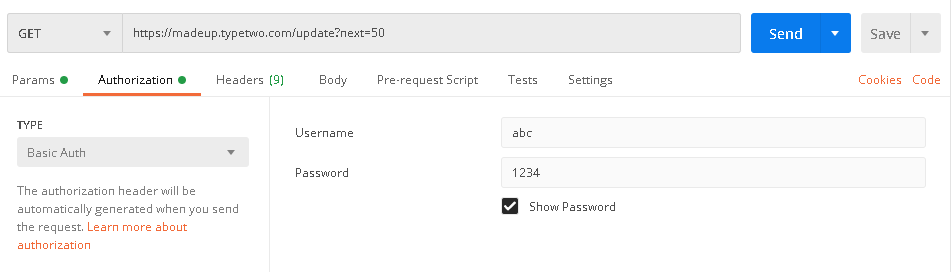 GET https://madeup.typetwo.com/update?next=50 Send Save
Params Authorization Headers (9) Body Pre-request Script Tests Settings Cookies Code
TYPE
Basic Auth
The authorization header will be
automatically generated when you send
the request. Learn more about
authorization
Username abc
Password 1234
Show Password